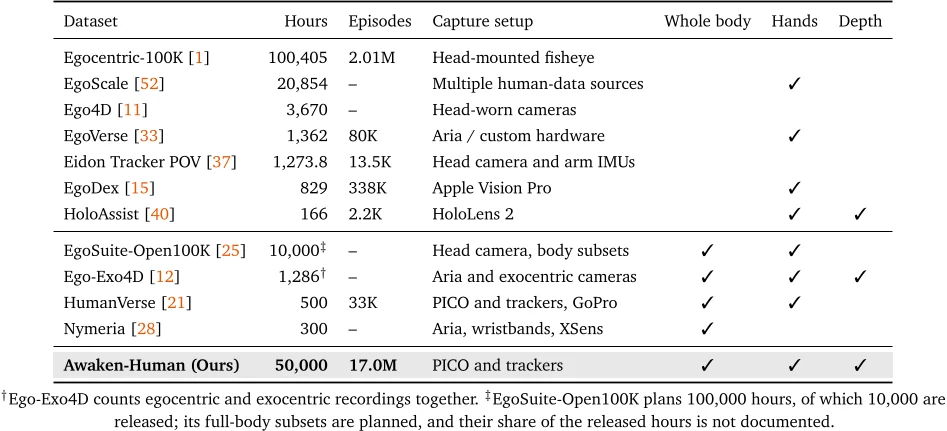 Dataset Hours Episodes Capture setup Whole body Hands Depth
Egocentric-100K [1] 100,405 2.01M Head-mounted fisheye
EgoScale [52] 20,854 – Multiple human-data sources ✓
Ego4D [11] 3,670 – Head-worn cameras
EgoVerse [33] 1,362 80K Aria / custom hardware ✓
Eidon Tracker POV [37] 1,273.8 13.5K Head camera and arm IMUs
EgoDex [15] 829 338K Apple Vision Pro ✓
HoloAssist [40] 166 2.2K HoloLens 2 ✓ ✓
EgoSuite-Open100K [25] 10,000‡ – Head camera, body subsets ✓ ✓
Ego-Exo4D [12] 1,286† – Aria and exocentric cameras ✓ ✓ ✓
HumanVerse [21] 500 33K PICO and trackers, GoPro ✓ ✓
Nymeria [28] 300 – Aria, wristbands, XSens ✓
Awaken-Human (Ours) 50,000 17.0M PICO and trackers ✓ ✓ ✓
†Ego-Exo4D counts egocentric and exocentric recordings together. ‡EgoSuite-Open100K plans 100,000 hours, of which 10,000 are
released; its full-body subsets are planned, and their share of the released hours is not documented.